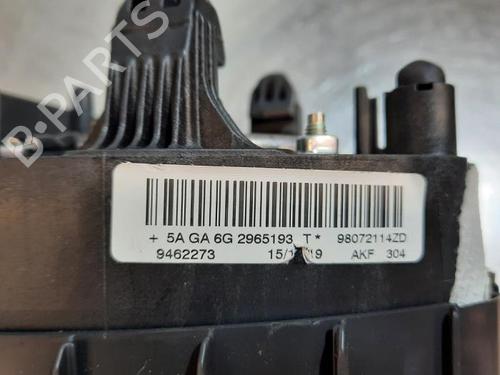 B-PARTS
+ 5A GA 6G 2965193 T* 98072114ZD
9462273 AKF 304